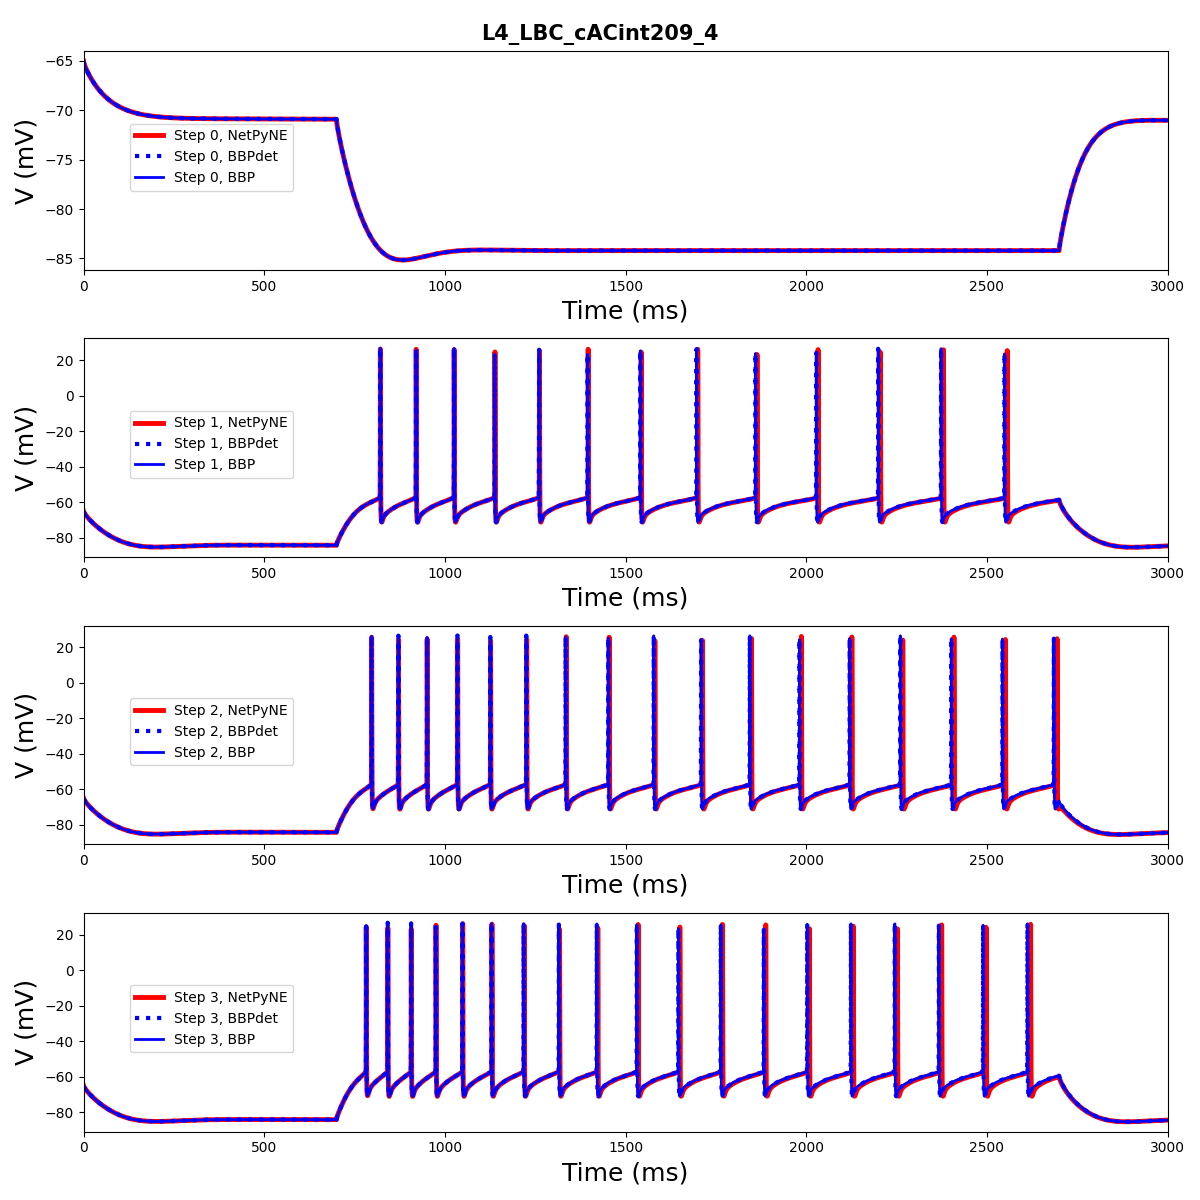 L4_LBC_cACint209_4
−65
−70
−75
−80
−85
V (mV)
Step 0, NetPyNE
Step 0, BBPdet
Step 0, BBP
0 500 1000 1500 2000 2500 3000
Time (ms)
20
0
−20
−40
−60
−80
V (mV)
Step 1, NetPyNE
Step 1, BBPdet
Step 1, BBP
0 500 1000 1500 2000 2500 3000
Time (ms)
20
0
−20
−40
−60
−80
V (mV)
Step 2, NetPyNE
Step 2, BBPdet
Step 2, BBP
0 500 1000 1500 2000 2500 3000
Time (ms)
20
0
−20
−40
−60
−80
V (mV)
Step 3, NetPyNE
Step 3, BBPdet
Step 3, BBP
0 500 1000 1500 2000 2500 3000
Time (ms)